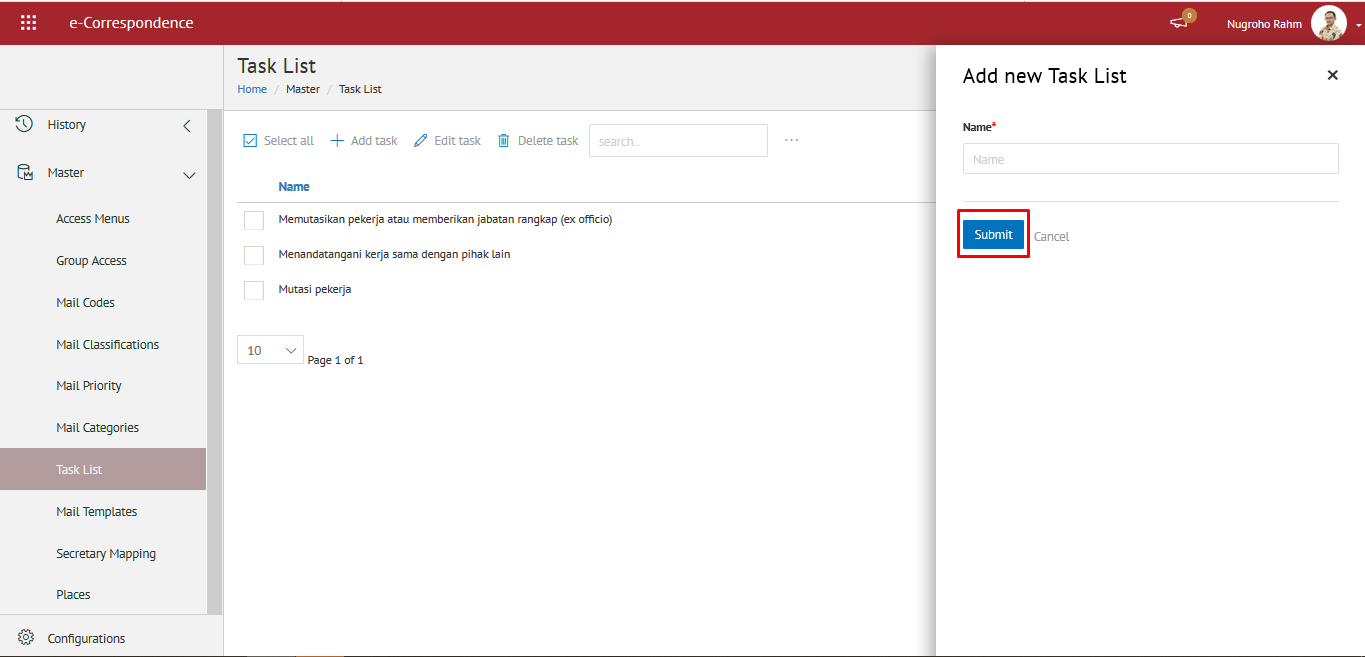 e-Correspondence
0
Nugroho Rahm
History
Master
Access Menus
Group Access
Mail Codes
Mail Classifications
Mail Priority
Mail Categories
Task List
Mail Templates
Secretary Mapping
Places
Configurations
Task List
Home / Master / Task List
Select all Add task Edit task Delete task search.. ...
Name
Memutasikan pekerja atau memberikan jabatan rangkap (ex officio)
Menandatangani kerja sama dengan pihak lain
Mutasi pekerja
10 Page 1 of 1
Add new Task List ×
Name*
Name
Submit Cancel